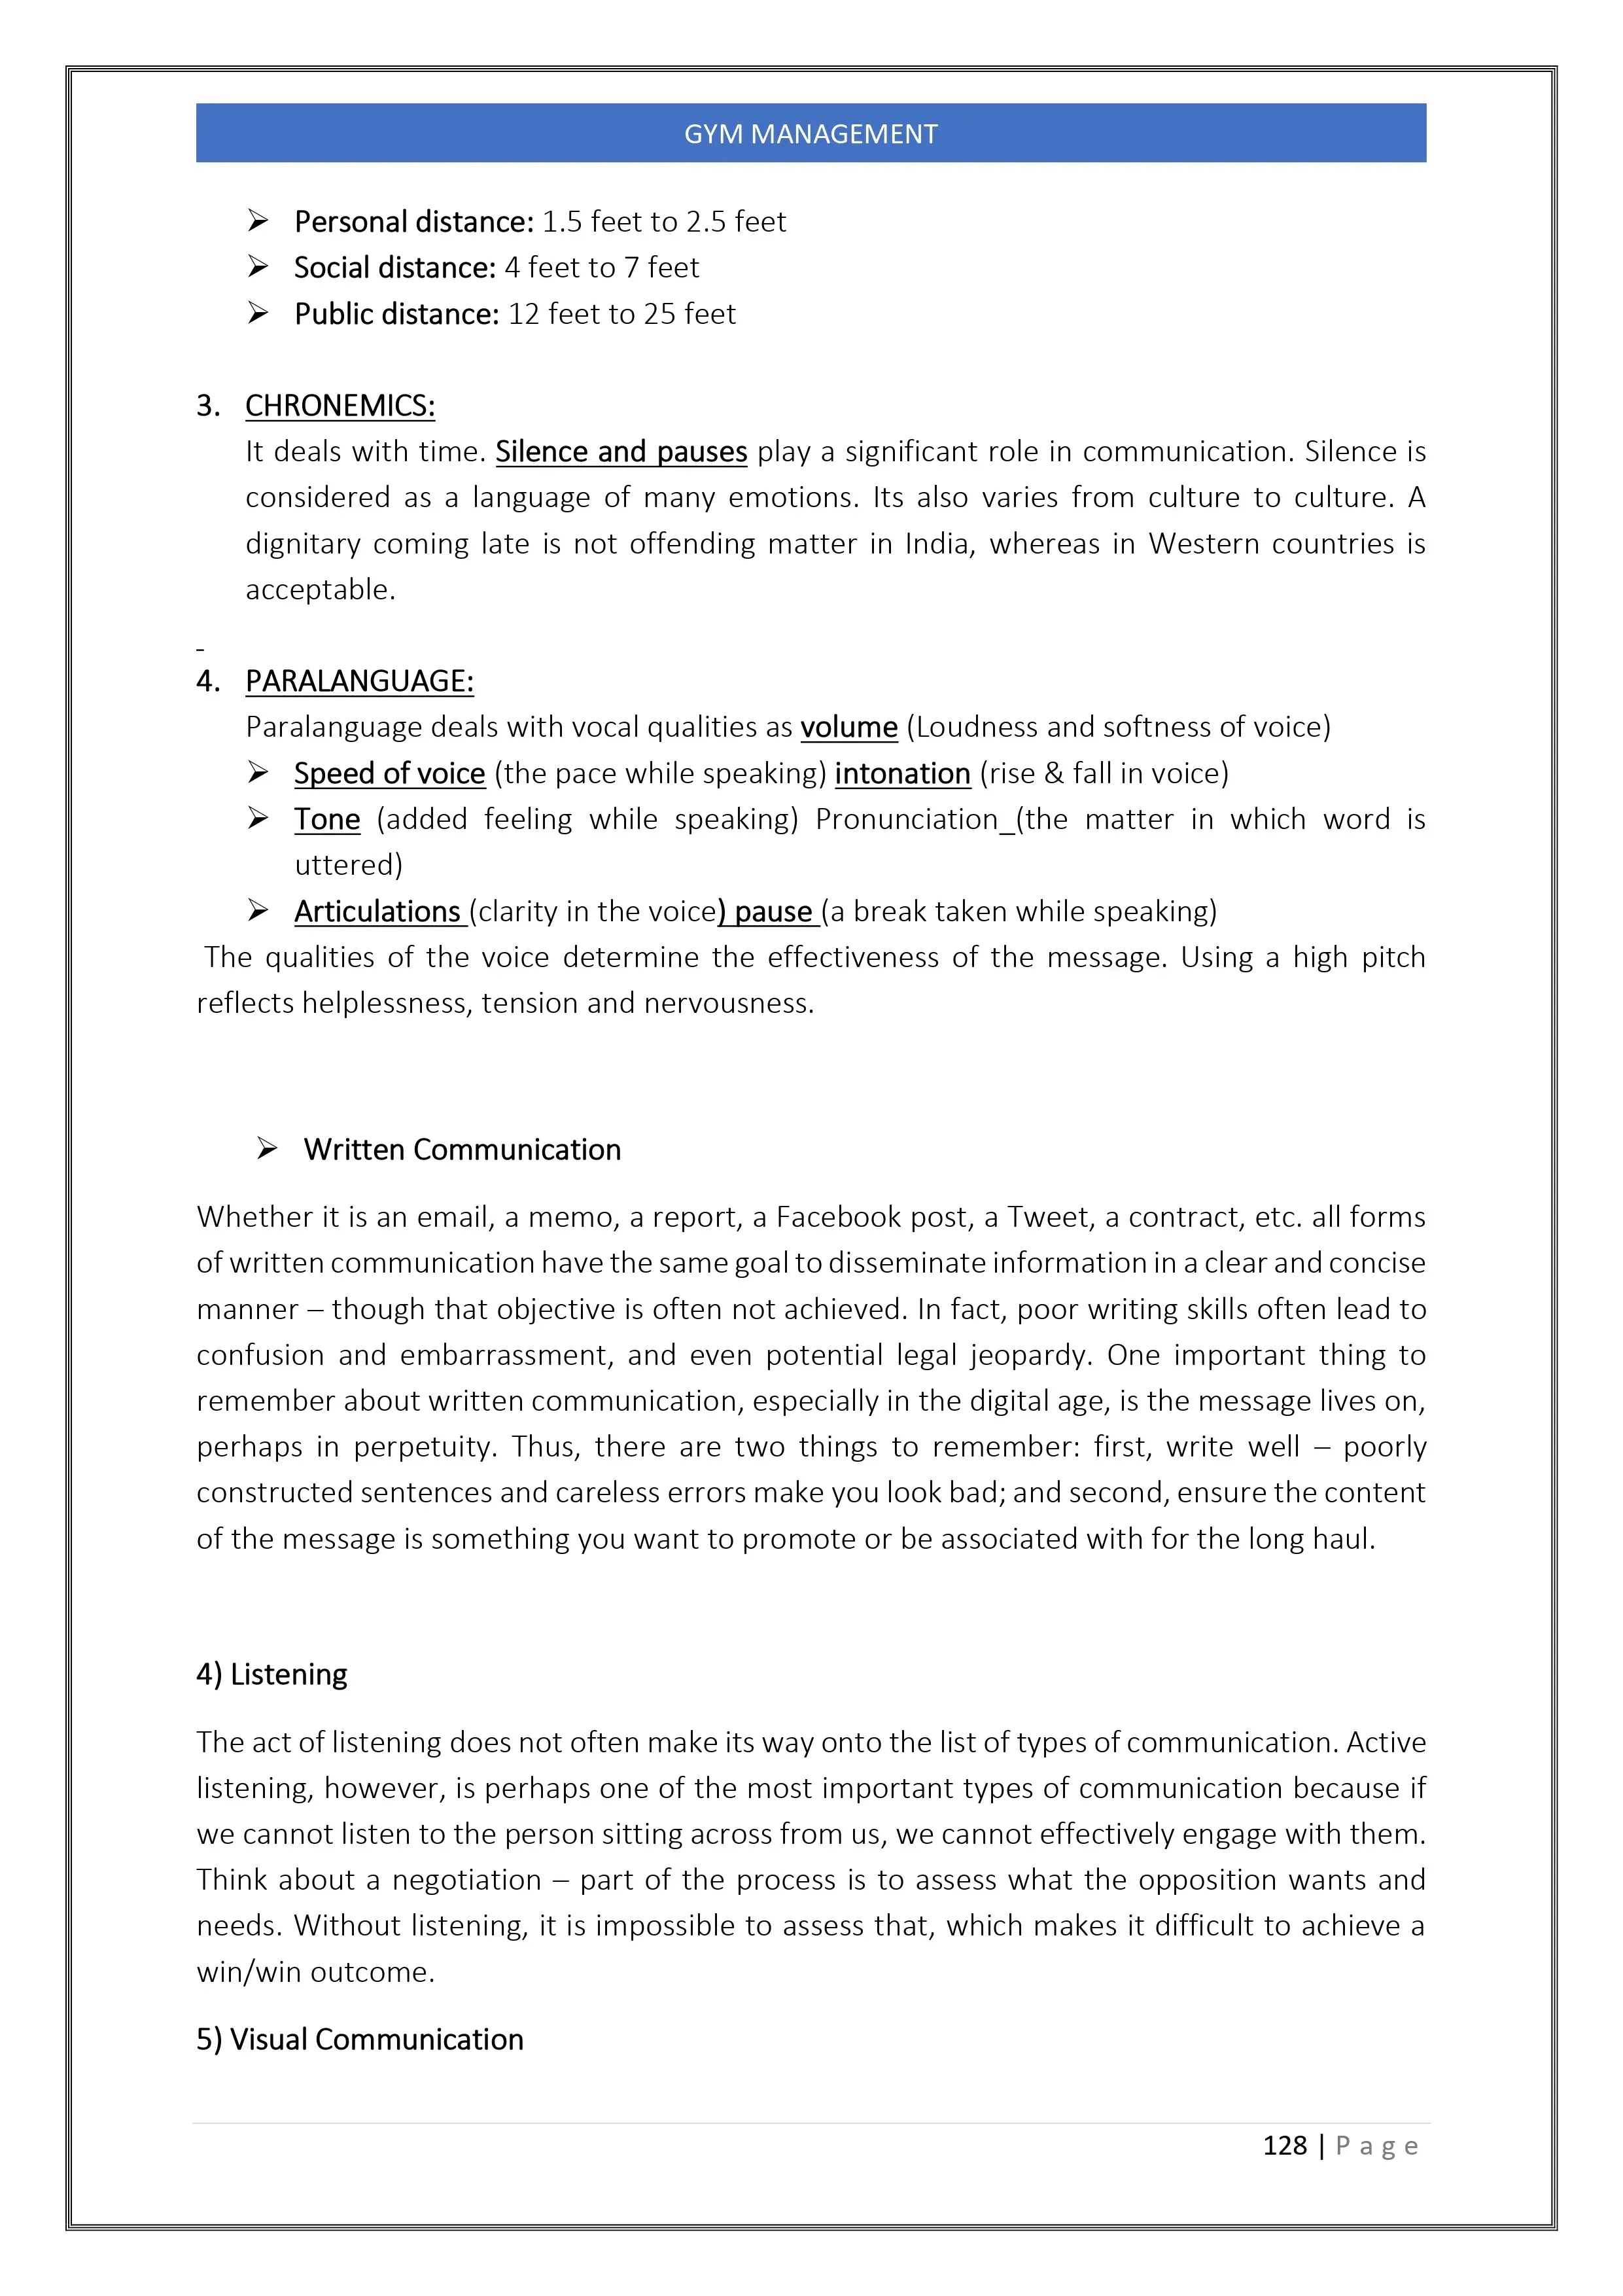 GYM MANAGEMENT
➢ Personal distance: 1.5 feet to 2.5 feet
➢ Social distance: 4 feet to 7 feet
➢ Public distance: 12 feet to 25 feet
3. CHRONEMICS:
It deals with time. Silence and pauses play a significant role in communication. Silence is
considered as a language of many emotions. Its also varies from culture to culture. A
dignitary coming late is not offending matter in India, whereas in Western countries is
acceptable.
4. PARALANGUAGE:
Paralanguage deals with vocal qualities as volume (Loudness and softness of voice)
➢ Speed of voice (the pace while speaking) intonation (rise & fall in voice)
➢ Tone (added feeling while speaking) Pronunciation_(the matter in which word is
uttered)
➢ Articulations (clarity in the voice) pause (a break taken while speaking)
The qualities of the voice determine the effectiveness of the message. Using a high pitch
reflects helplessness, tension and nervousness.
➢ Written Communication
Whether it is an email, a memo, a report, a Facebook post, a Tweet, a contract, etc. all forms
of written communication have the same goal to disseminate information in a clear and concise
manner – though that objective is often not achieved. In fact, poor writing skills often lead to
confusion and embarrassment, and even potential legal jeopardy. One important thing to
remember about written communication, especially in the digital age, is the message lives on,
perhaps in perpetuity. Thus, there are two things to remember: first, write well – poorly
constructed sentences and careless errors make you look bad; and second, ensure the content
of the message is something you want to promote or be associated with for the long haul.
4) Listening
The act of listening does not often make its way onto the list of types of communication. Active
listening, however, is perhaps one of the most important types of communication because if
we cannot listen to the person sitting across from us, we cannot effectively engage with them.
Think about a negotiation – part of the process is to assess what the opposition wants and
needs. Without listening, it is impossible to assess that, which makes it difficult to achieve a
win/win outcome.
5) Visual Communication
128 | Page